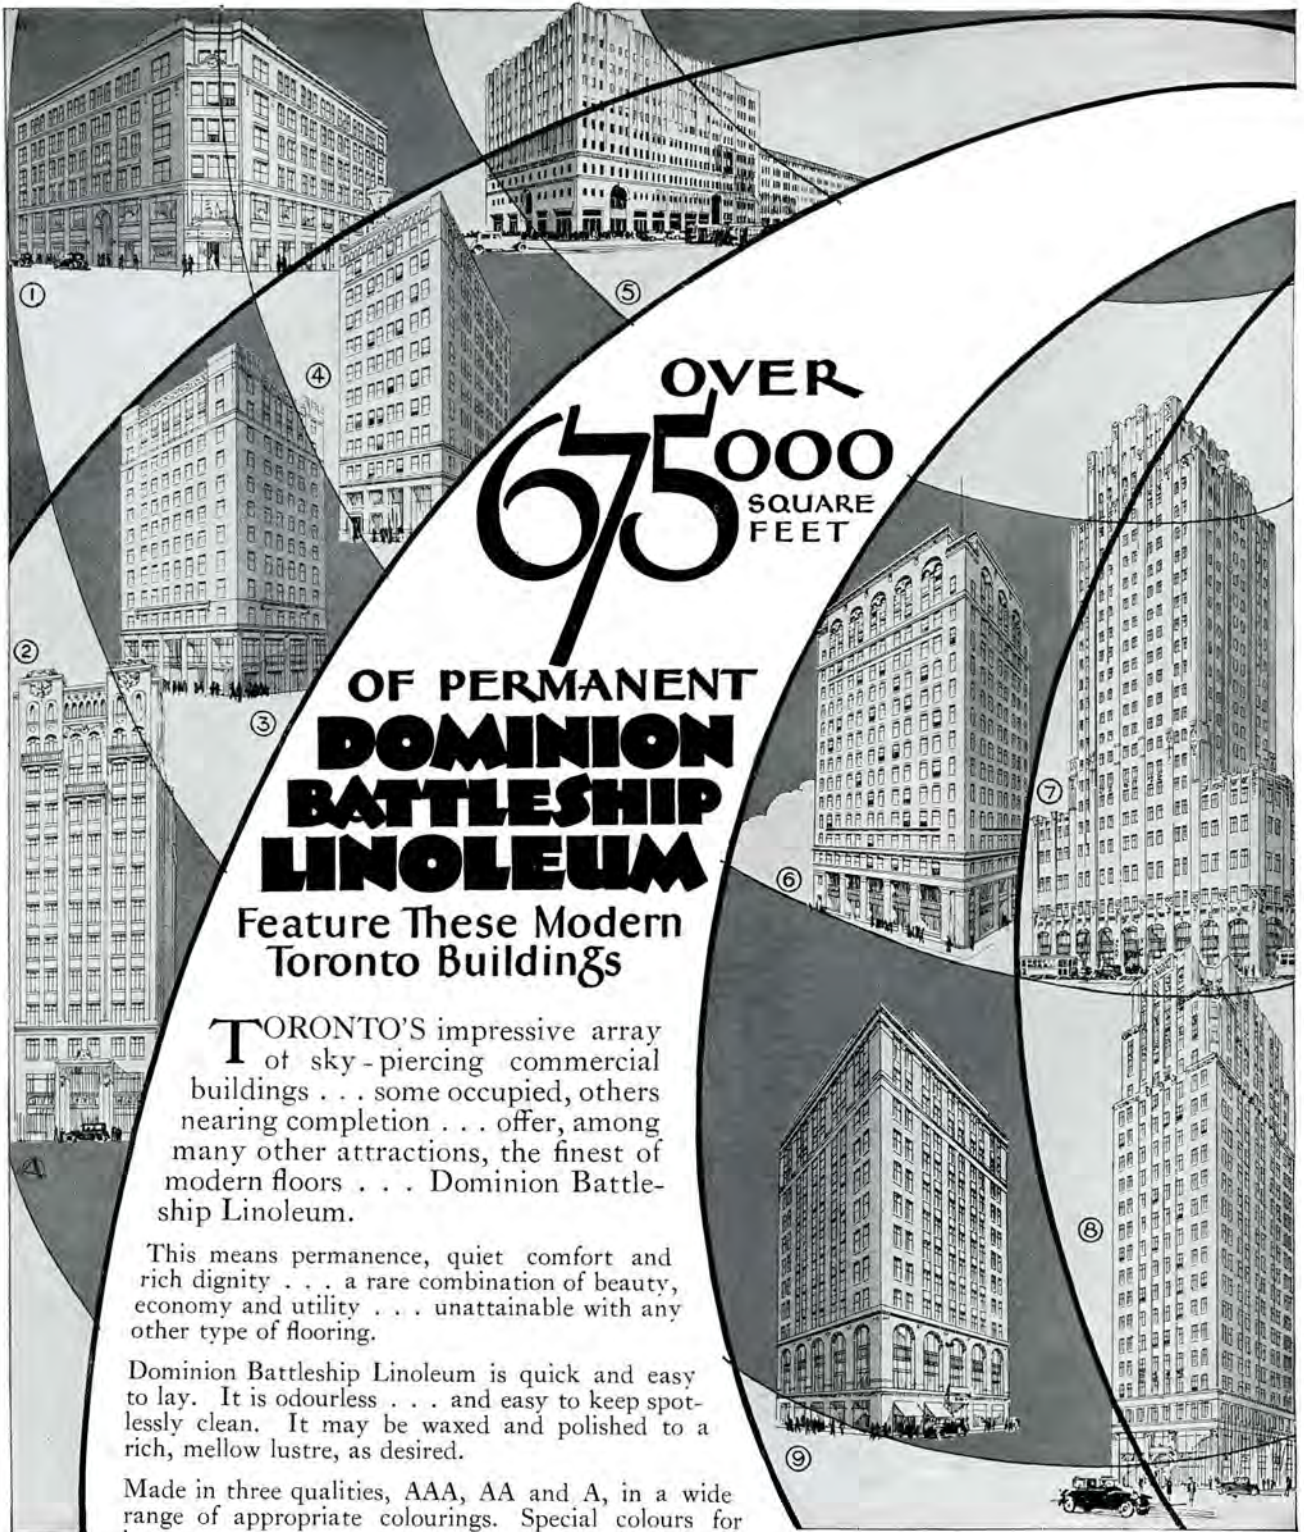 ①
⑤
④
③
②
⑥
⑦
⑧
⑨
OVER
675000
SQUARE
FEET
OF PERMANENT
DOMINION
BATTLESHIP
LINOLEUM
Feature These Modern
Toronto Buildings
TORONTO'S impressive array
of sky-piercing commercial
buildings . . . some occupied, others
nearing completion . . . offer, among
many other attractions, the finest of
modern floors . . . Dominion Battle-
ship Linoleum.
This means permanence, quiet comfort and
rich dignity . . . a rare combination of beauty,
economy and utility . . . unattainable with any
other type of flooring.
Dominion Battleship Linoleum is quick and easy
to lay. It is odourless . . . and easy to keep spot-
lessly clean. It may be waxed and polished to a
rich, mellow lustre, as desired.
Made in three qualities, AAA, AA and A, in a wide
range of appropriate colourings. Special colours for